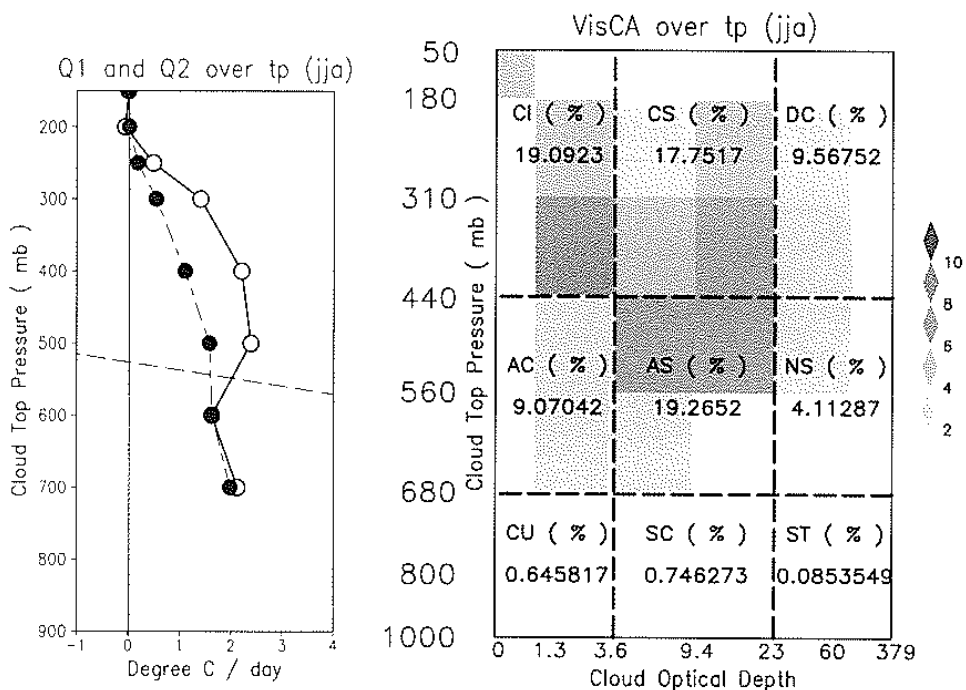 Q1 and Q2 over tp (jja)
Cloud Top Pressure ( mb )
200
300
400
500
600
700
800
900
-1
0
1
2
3
4
Degree C / day
VisCA over tp (jja)
Cloud Top Pressure ( mb )
50
180
310
440
560
680
800
1000
CI ( % )
CS ( % )
DC ( % )
19.0923
17.7517
9.56752
AC ( % )
AS ( % )
NS ( % )
9.07042
19.2652
4.11287
CU ( % )
SC ( % )
ST ( % )
0.645817
0.746273
0.0853549
0
1.3
3.6
9.4
23
60
379
Cloud Optical Depth
10
8
6
4
2